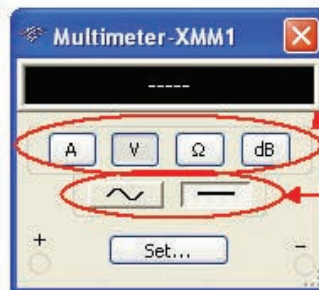 Multimeter-XMM1
-----
A V Ω dB
+ Set... -